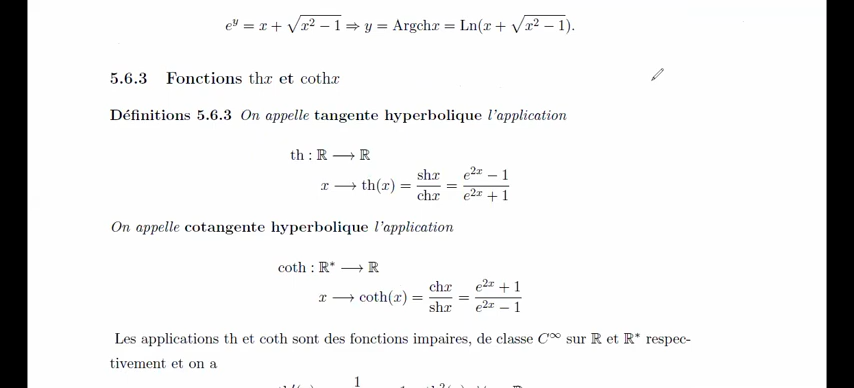 e^y = x + √(x² − 1) ⇒ y = Argchx = Ln(x + √(x² − 1)).
5.6.3 Fonctions thx et cothx
Définitions 5.6.3 On appelle tangente hyperbolique l'application
th : ℝ ⟶ ℝ
x ⟶ th(x) = shx/chx = (e^{2x} − 1)/(e^{2x} + 1)
On appelle cotangente hyperbolique l'application
coth : ℝ* ⟶ ℝ
x ⟶ coth(x) = chx/shx = (e^{2x} + 1)/(e^{2x} − 1)
Les applications th et coth sont des fonctions impaires, de classe C^∞ sur ℝ et ℝ* respec-
tivement et on a